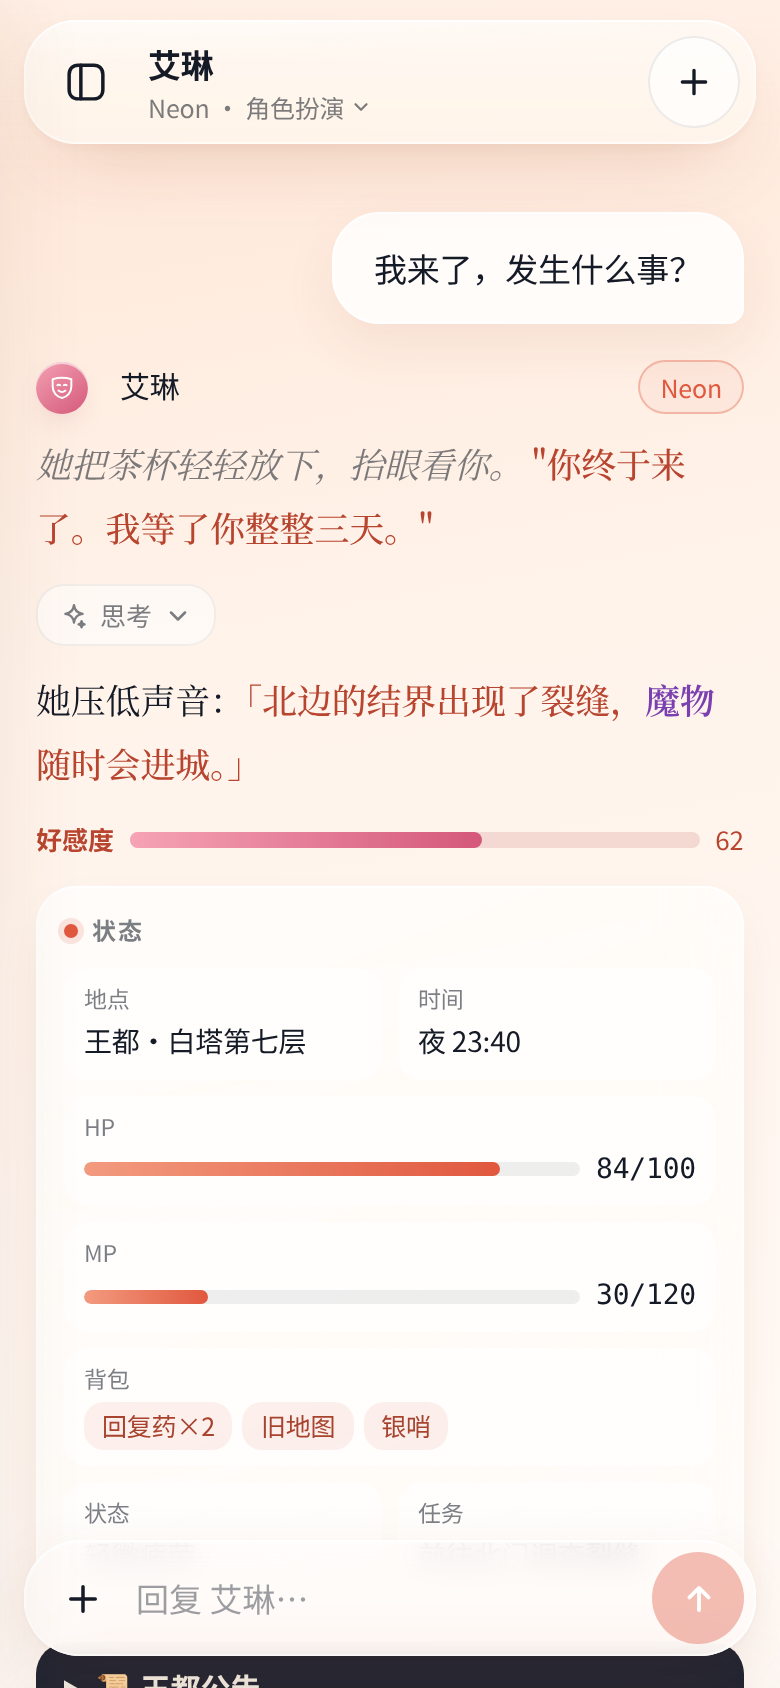 艾琳
Neon · 角色扮演
我来了，发生什么事？
艾琳
Neon
她把茶杯轻轻放下，抬眼看你。"你终于来
了。我等了你整整三天。"
思考
她压低声音：「北边的结界出现了裂缝，魔物
随时会进城。」
好感度 62
状态
地点 时间
王都・白塔第七层 夜 23:40
HP
84/100
MP
30/120
背包
回复药×2 旧地图 银哨
状态 任务
回复 艾琳…
📜 王都公告